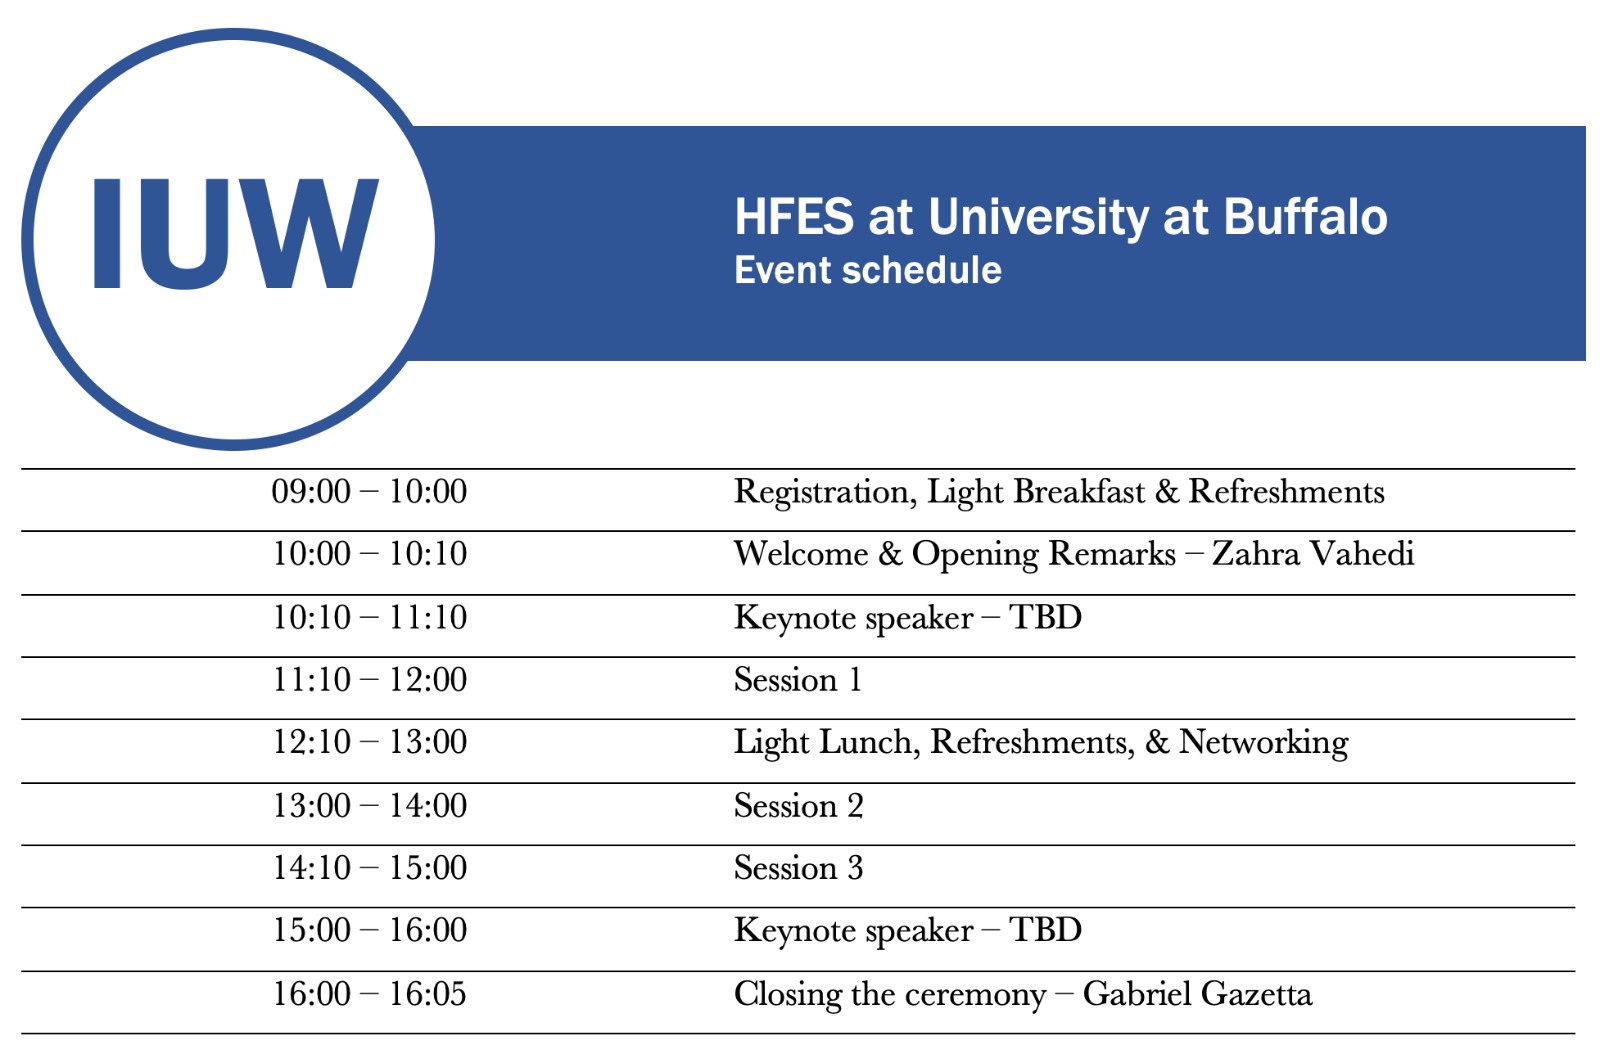 IUW
HFES at University at Buffalo
Event schedule
09:00 – 10:00 Registration, Light Breakfast & Refreshments
10:00 – 10:10 Welcome & Opening Remarks – Zahra Vahedi
10:10 – 11:10 Keynote speaker – TBD
11:10 – 12:00 Session 1
12:10 – 13:00 Light Lunch, Refreshments, & Networking
13:00 – 14:00 Session 2
14:10 – 15:00 Session 3
15:00 – 16:00 Keynote speaker – TBD
16:00 – 16:05 Closing the ceremony – Gabriel Gazetta